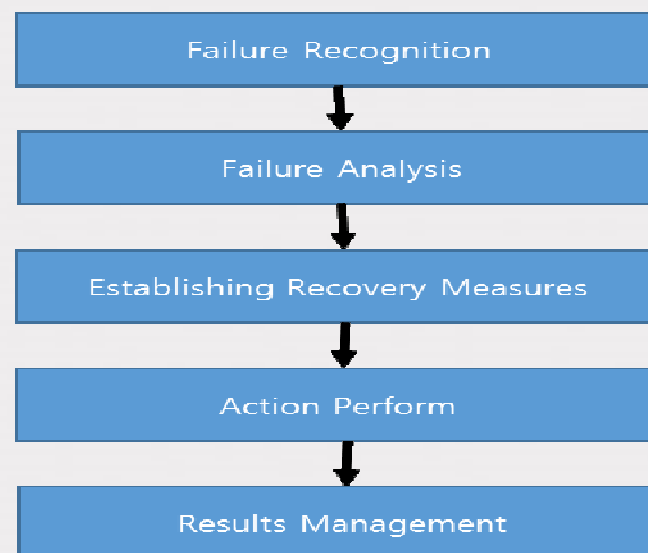 Failure Recognition
Failure Analysis
Establishing Recovery Measures
Action Perform
Results Management